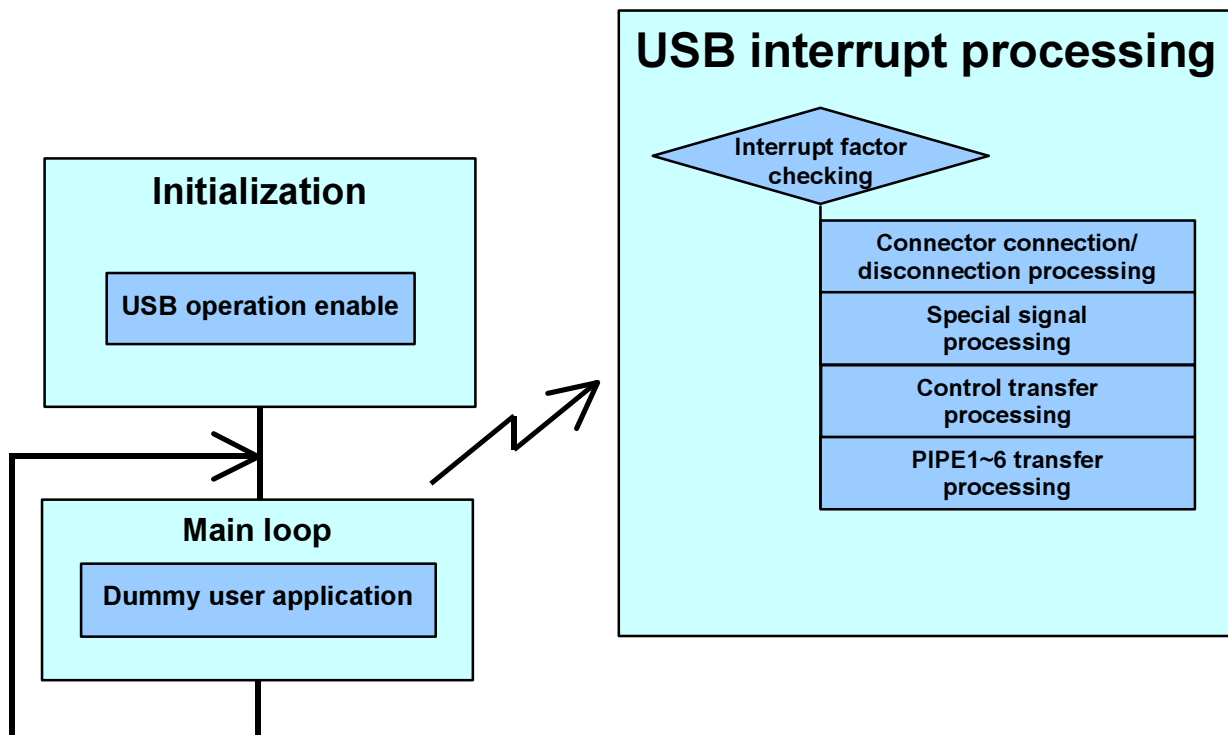 USB interrupt processing
Interrupt factor
checking
Connector connection/
disconnection processing
Special signal
processing
Control transfer
processing
PIPE1~6 transfer
processing
Initialization
USB operation enable
Main loop
Dummy user application